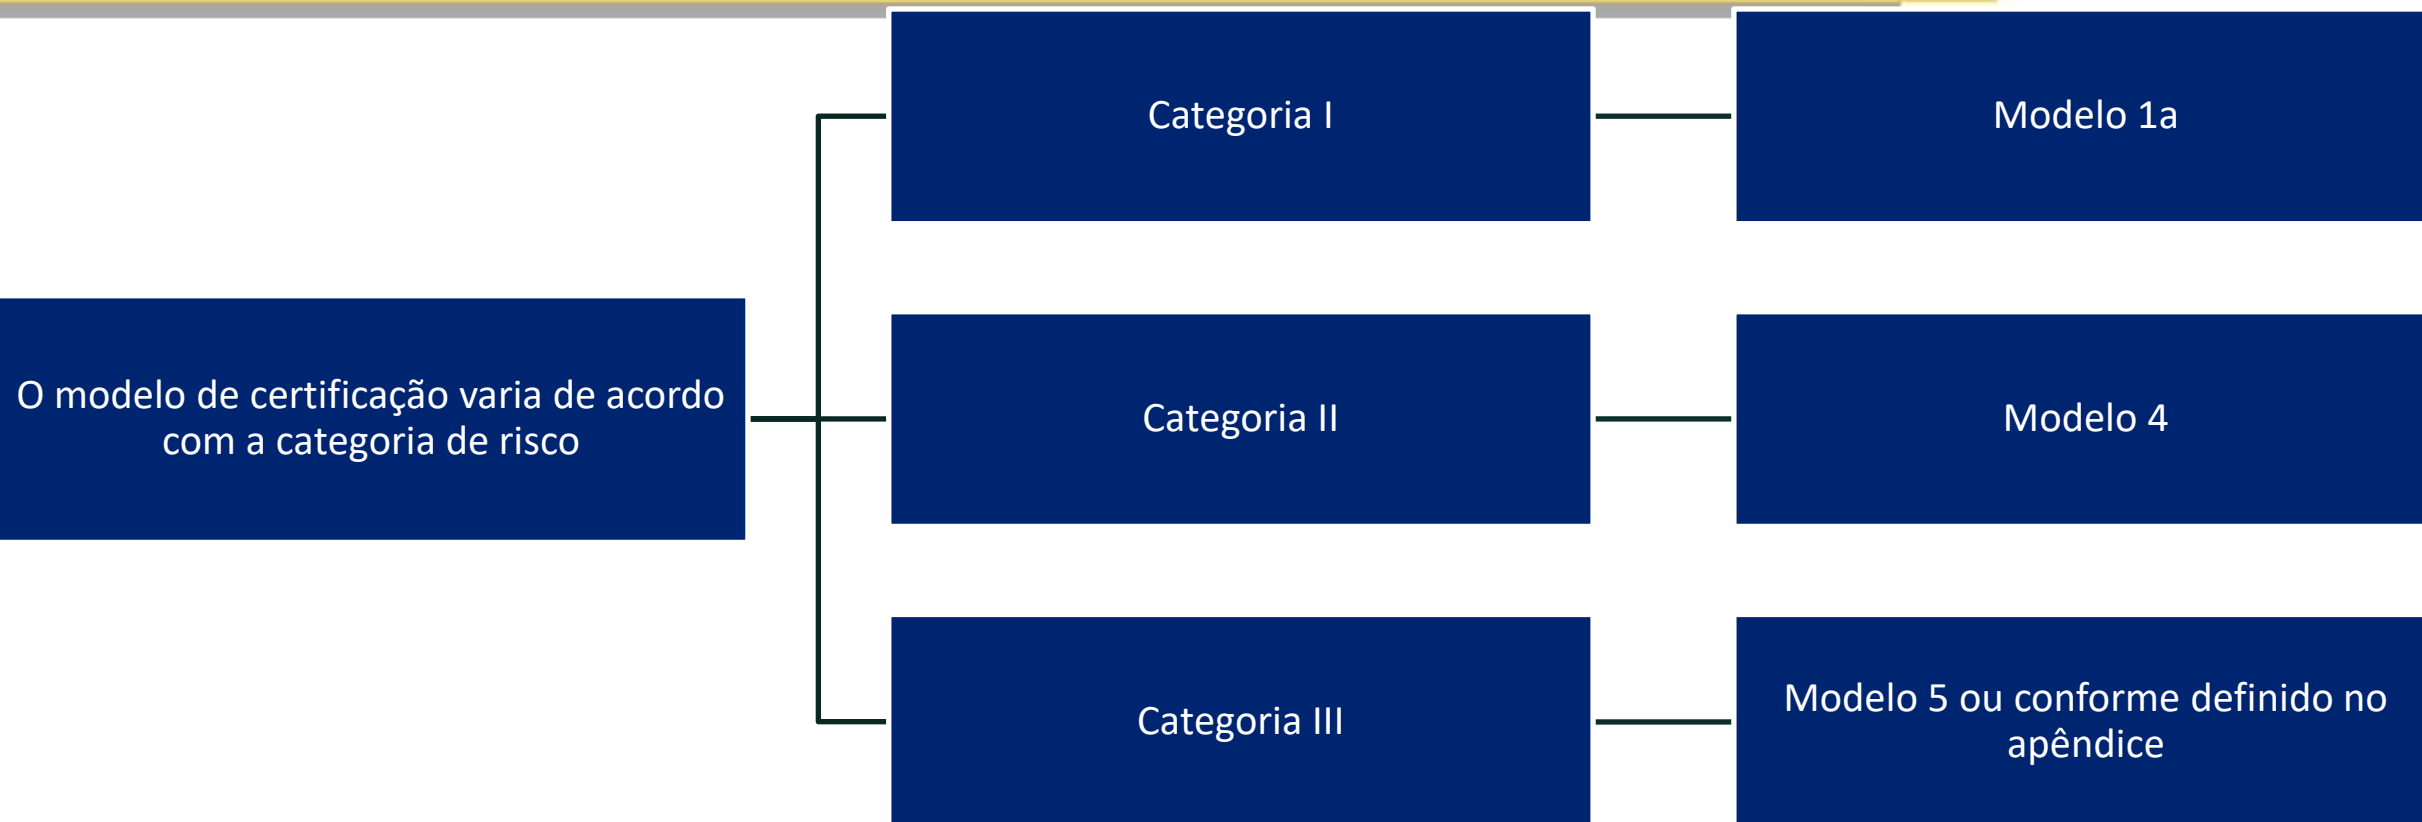 Categoria I
Modelo 1a
O modelo de certificação varia de acordo
com a categoria de risco
Categoria II
Modelo 4
Categoria III
Modelo 5 ou conforme definido no
apêndice